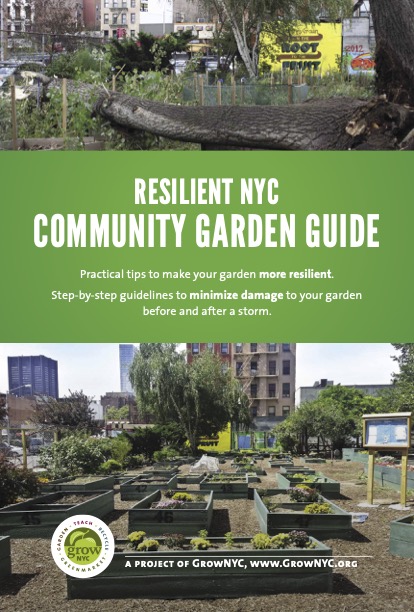 ROOT
2012
RESILIENT NYC
COMMUNITY GARDEN GUIDE
Practical tips to make your garden more resilient.
Step-by-step guidelines to minimize damage to your garden
before and after a storm.
GARDEN · TEACH · RECYCLE · GREENMARKET
grow
NYC
A PROJECT OF GROWNYC, WWW.GROWNYC.ORG